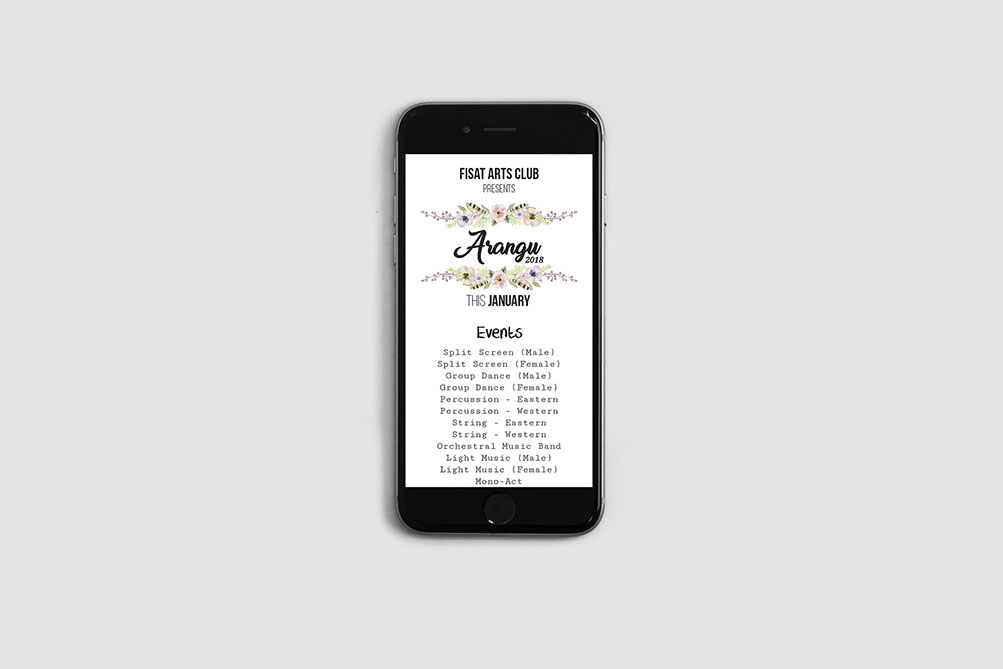 FISAT ARTS CLUB
PRESENTS
Arangu
2018
THIS JANUARY
Events
Split Screen (Male)
Split Screen (Female)
Group Dance (Male)
Group Dance (Female)
Percussion - Eastern
Percussion - Western
String - Eastern
String - Western
Orchestral Music Band
Light Music (Male)
Light Music (Female)
Mono-Act